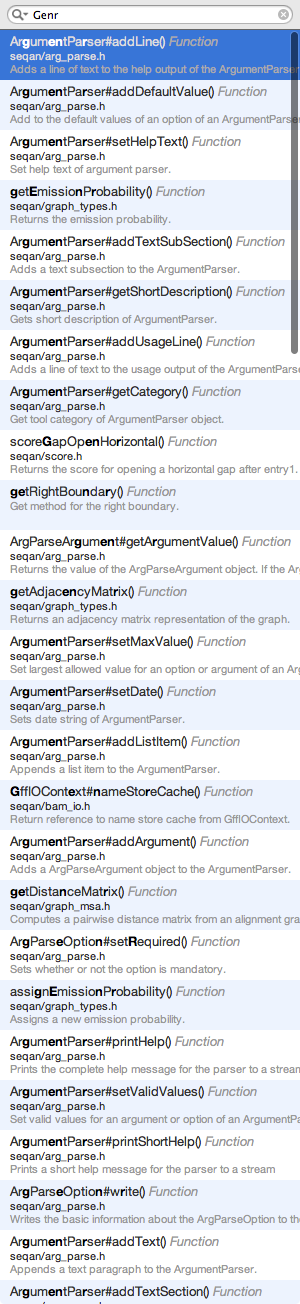 Genr
ArgumentParser#addLine() Function
seqan/arg_parse.h
Adds a line of text to the help output of the ArgumentParser
ArgumentParser#addDefaultValue() Function
seqan/arg_parse.h
Add to the default values of an option of an ArgumentParse
ArgumentParser#setHelpText() Function
seqan/arg_parse.h
Set help text of argument parser.
getEmissionProbability() Function
seqan/graph_types.h
Returns the emission probability.
ArgumentParser#addTextSubSection() Function
seqan/arg_parse.h
Adds a text subsection to the ArgumentParser.
ArgumentParser#getShortDescription() Function
seqan/arg_parse.h
Gets short description of ArgumentParser.
ArgumentParser#addUsageLine() Function
seqan/arg_parse.h
Adds a line of text to the usage output of the ArgumentPars
ArgumentParser#getCategory() Function
seqan/arg_parse.h
Get tool category of ArgumentParser object.
scoreGapOpenHorizontal() Function
seqan/score.h
Returns the score for opening a horizontal gap after entry1.
getRightBoundary() Function
Get method for the right boundary.
ArgParseArgument#getArgumentValue() Function
seqan/arg_parse.h
Returns the value of the ArgParseArgument object. If the Ar
getAdjacencyMatrix() Function
seqan/graph_types.h
Returns an adjacency matrix representation of the graph.
ArgumentParser#setMaxValue() Function
seqan/arg_parse.h
Set largest allowed value for an option or argument of an Ar
ArgumentParser#setDate() Function
seqan/arg_parse.h
Sets date string of ArgumentParser.
ArgumentParser#addListItem() Function
seqan/arg_parse.h
Appends a list item to the ArgumentParser.
GffIOContext#nameStoreCache() Function
seqan/bam_io.h
Return reference to name store cache from GffIOContext.
ArgumentParser#addArgument() Function
seqan/arg_parse.h
Adds a ArgParseArgument object to the ArgumentParser.
getDistanceMatrix() Function
seqan/graph_msa.h
Computes a pairwise distance matrix from an alignment gra
ArgParseOption#setRequired() Function
seqan/arg_parse.h
Sets whether or not the option is mandatory.
assignEmissionProbability() Function
seqan/graph_types.h
Assigns a new emission probability.
ArgumentParser#printHelp() Function
seqan/arg_parse.h
Prints the complete help message for the parser to a stream
ArgumentParser#setValidValues() Function
seqan/arg_parse.h
Set valid values for an argument or option of an ArgumentPa
ArgumentParser#printShortHelp() Function
seqan/arg_parse.h
Prints a short help message for the parser to a stream
ArgParseOption#write() Function
seqan/arg_parse.h
Writes the basic information about the ArgParseOption to the
ArgumentParser#addText() Function
seqan/arg_parse.h
Appends a text paragraph to the ArgumentParser.
ArgumentParser#addTextSection() Function